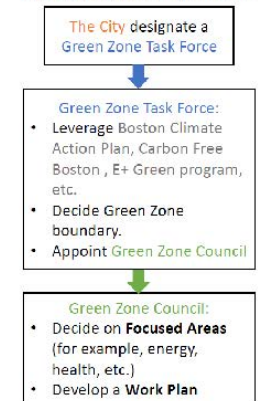 The City designate a
Green Zone Task Force
Green Zone Task Force:
• Leverage Boston Climate
Action Plan, Carbon Free
Boston , E+ Green program,
etc.
• Decide Green Zone
boundary.
• Appoint Green Zone Council
Green Zone Council:
• Decide on Focused Areas
(for example, energy,
health, etc.)
• Develop a Work Plan